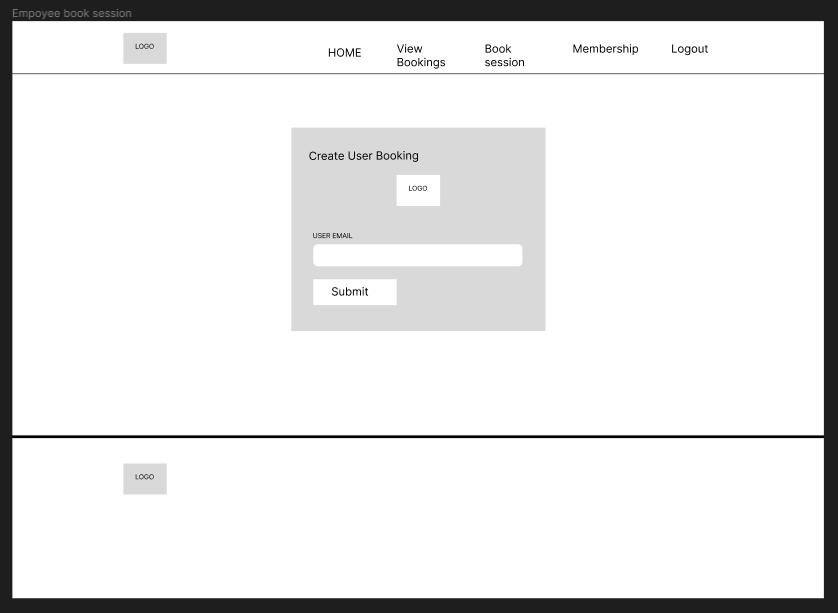 Empoyee book session
LOGO
HOME
View
Bookings
Book
session
Membership
Logout
Create User Booking
LOGO
USER EMAIL
Submit
LOGO